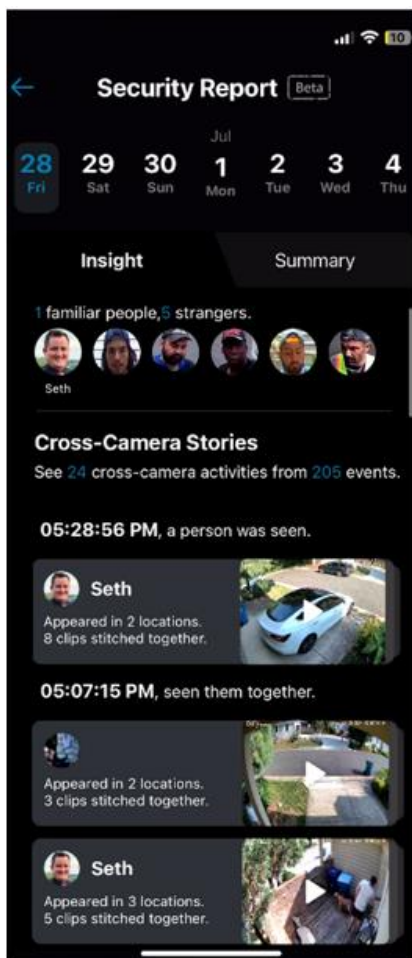 10
Security Report Beta
Jul
28 29 30 1 2 3 4
Fri Sat Sun Mon Tue Wed Thu
Insight Summary
1 familiar people,5 strangers.
Seth
Cross-Camera Stories
See 24 cross-camera activities from 205 events.
05:28:56 PM, a person was seen.
Seth
Appeared in 2 locations.
8 clips stitched together.
05:07:15 PM, seen them together.
Appeared in 2 locations.
3 clips stitched together.
Seth
Appeared in 3 locations.
5 clips stitched together.